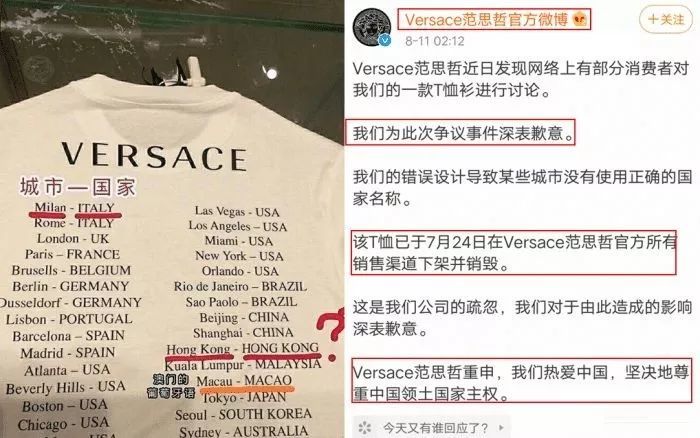 VERSACE
城市—国家
Milan - ITALY
Rome - ITALY
London - UK
Paris – FRANCE
Brusells - BELGIUM
Berlin - GERMANY
Dusseldorf - GERMANY
Lisbon - PORTUGAL
Barcelona - SPAIN
Madrid - SPAIN
Atlanta – USA
Beverly Hills - USA
Boston – USA
Chicago - USA
Las Vegas - USA
Los Angeles – USA
Miami - USA
New York – USA
Orlando - USA
Rio de Janeiro – BRAZIL
Sao Paolo – BRAZIL
Beijing - CHINA
Shanghai - CHINA
Hong Kong - HONG KONG
?
Kuala Lumpur - MALAYSIA
Macau - MACAO
澳门的
葡萄牙语
Tokyo - JAPAN
Seoul - SOUTH KOREA
Sydney - AUSTRALIA
Versace范思哲官方微博
+关注
8-11 02:12
Versace范思哲近日发现网络上有部分消费者对
我们的一款T恤衫进行讨论。
我们为此次争议事件深表歉意。
我们的错误设计导致某些城市没有使用正确的国
家名称。
该T恤已于7月24日在Versace范思哲官方所有
销售渠道下架并销毁。
这是我们公司的疏忽，我们对于由此造成的影响
深表歉意。
Versace范思哲重申，我们热爱中国，坚决地尊
重中国领土国家主权。
今天又有谁回应了？